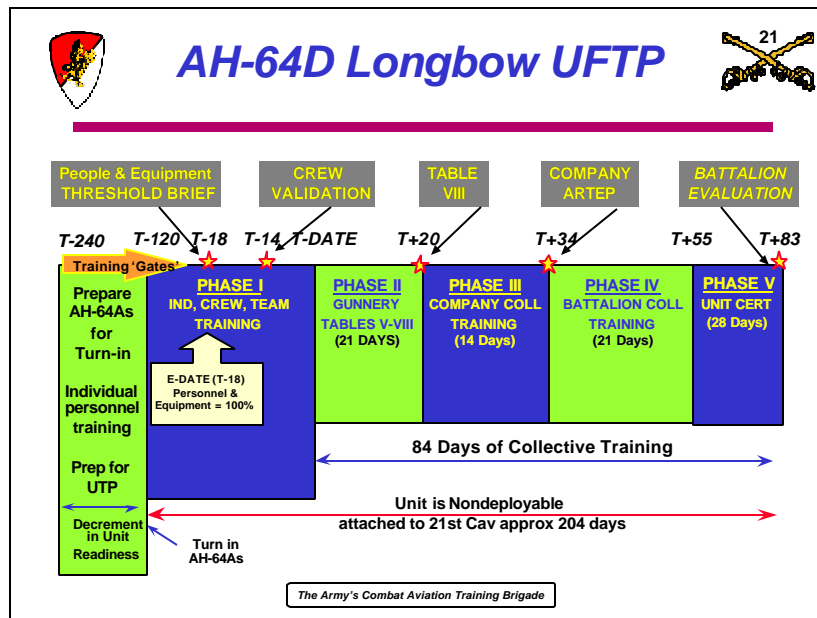 21
AH-64D Longbow UFTP
People & Equipment
THRESHOLD BRIEF
CREW
VALIDATION
TABLE
VIII
COMPANY
ARTEP
BATTALION
EVALUATION
T-240
T-120
T-18
T-14
T-DATE
T+20
T+34
T+55
T+83
Training 'Gates'
Prepare
AH-64As
for
Turn-in
Individual
personnel
training
Prep for
UTP
Decrement
in Unit
Readiness
PHASE I
IND, CREW, TEAM
TRAINING
E-DATE (T-18)
Personnel &
Equipment = 100%
PHASE II
GUNNERY
TABLES V-VIII
(21 DAYS)
PHASE III
COMPANY COLL
TRAINING
(14 Days)
PHASE IV
BATTALION COLL
TRAINING
(21 Days)
PHASE V
UNIT CERT
(28 Days)
84 Days of Collective Training
Unit is Nondeployable
attached to 21st Cav approx 204 days
Turn in
AH-64As
The Army's Combat Aviation Training Brigade